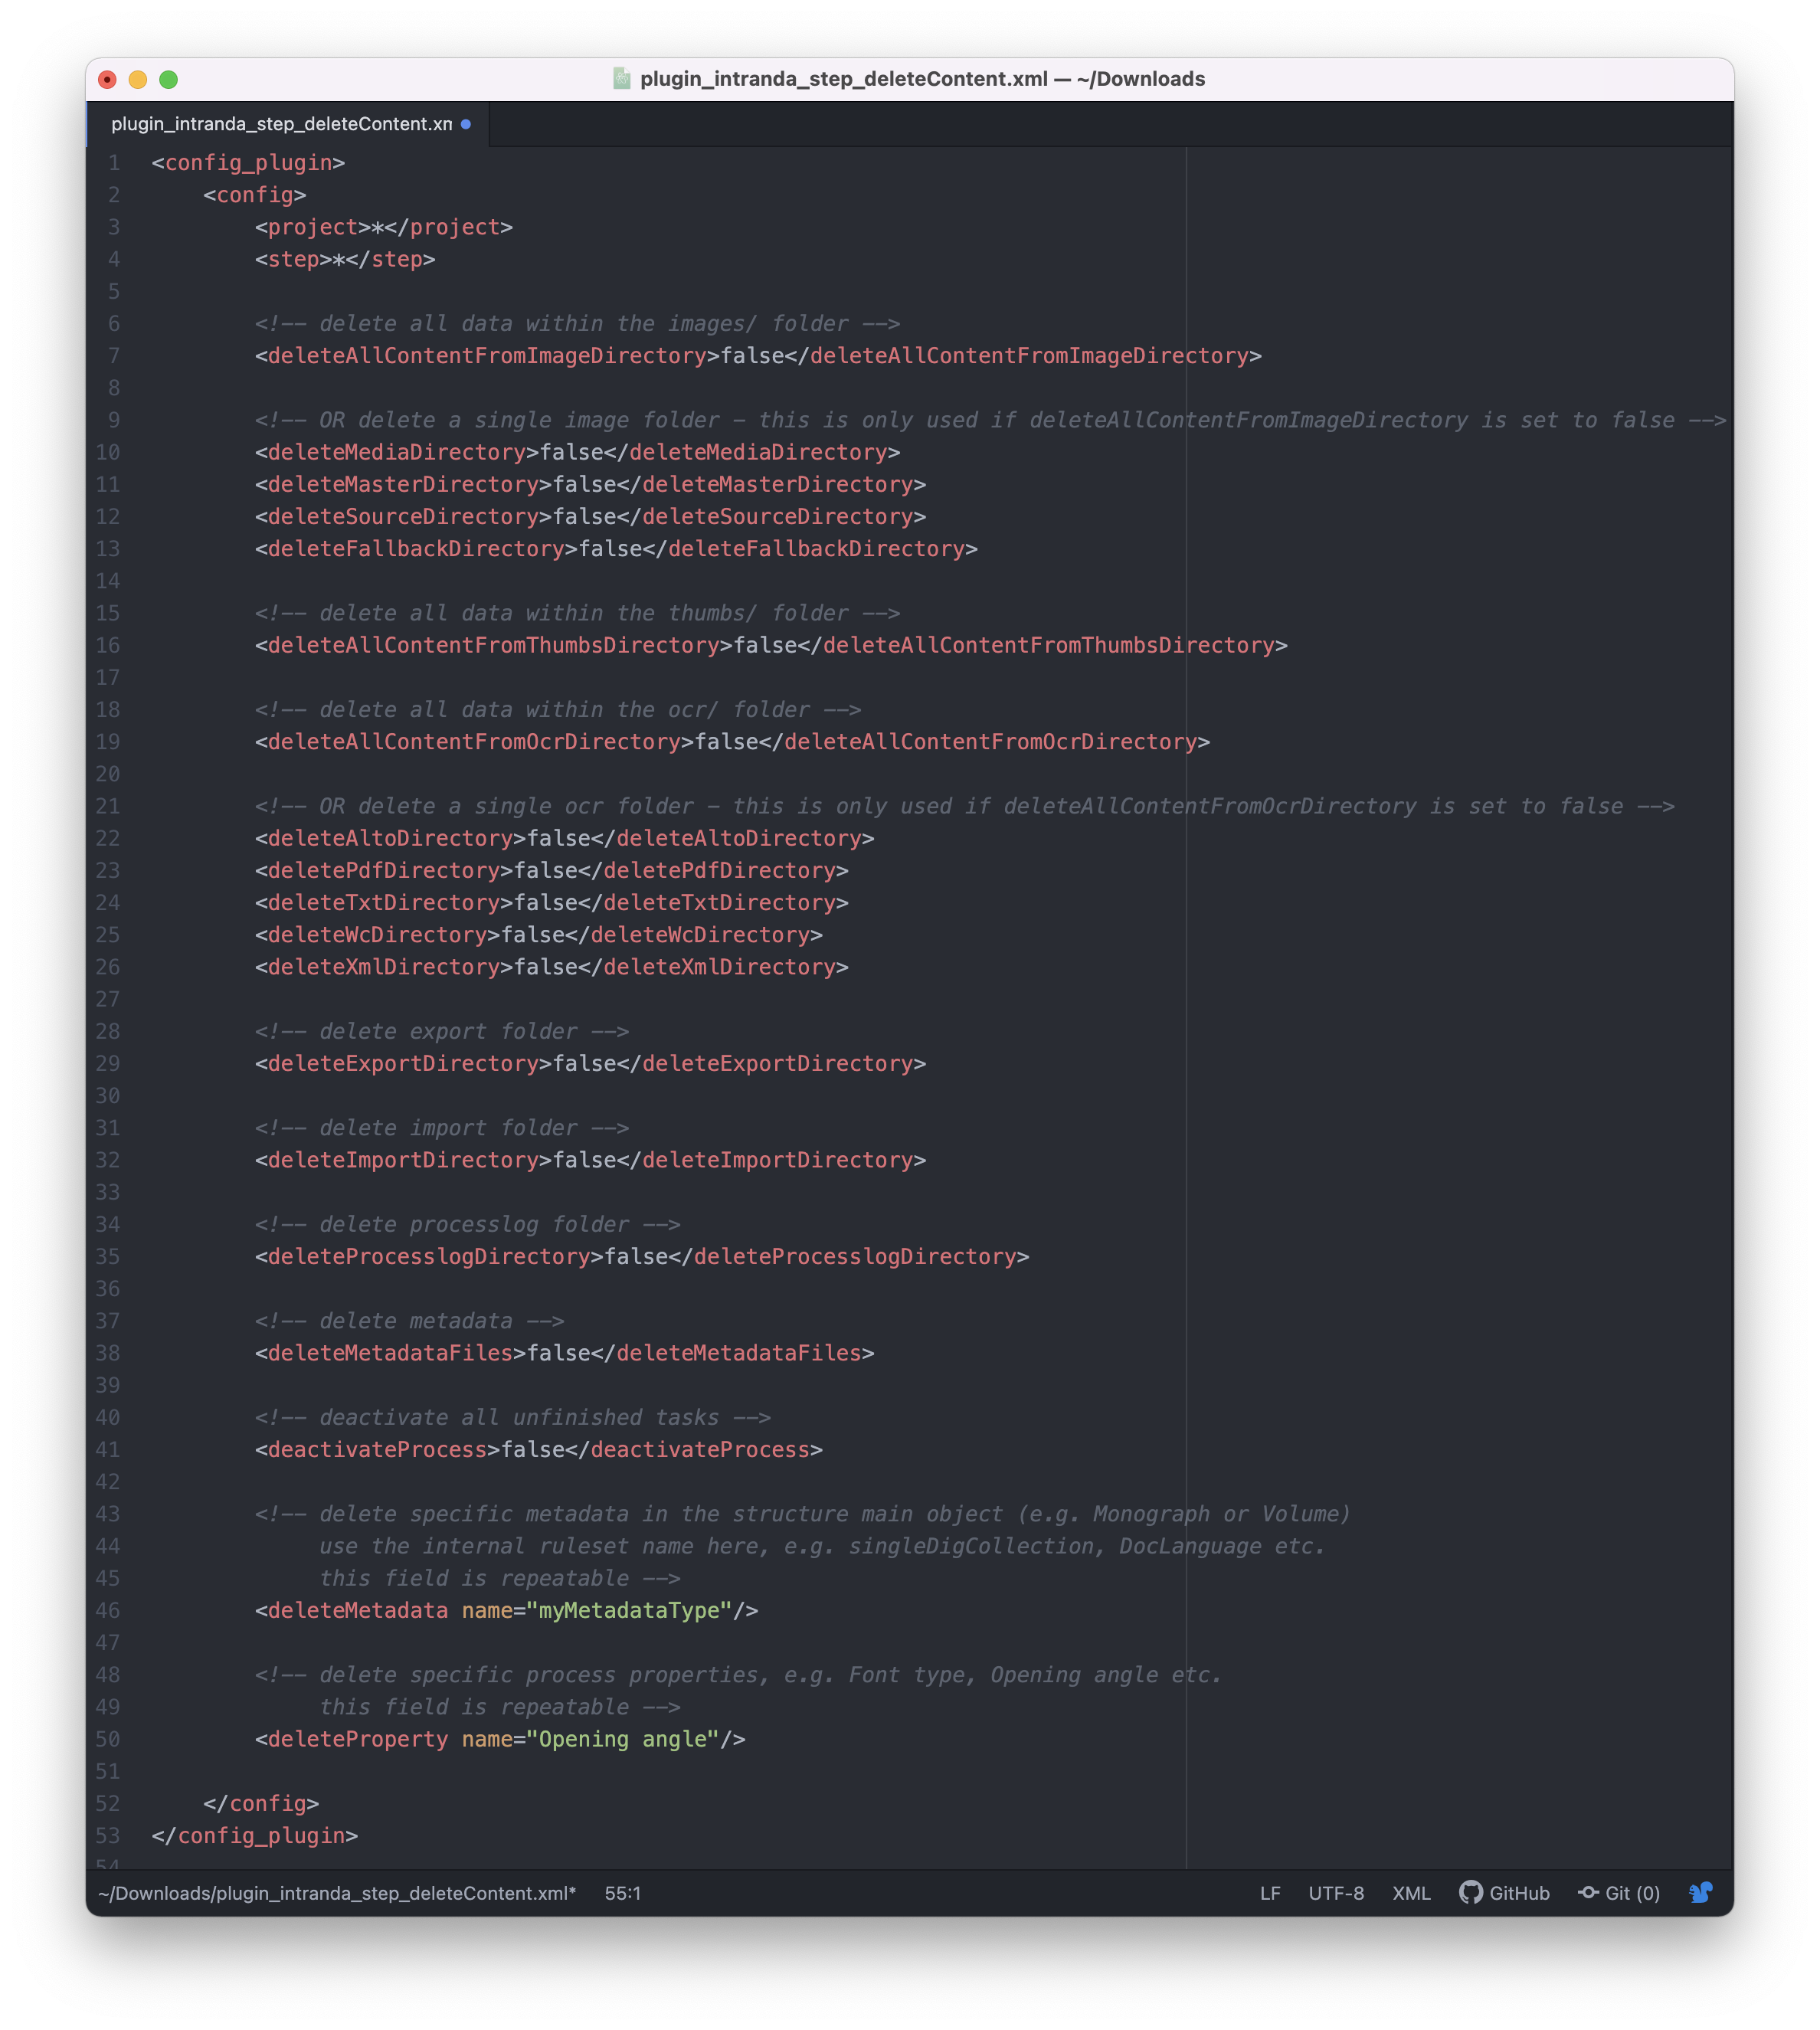 plugin_intranda_step_deleteContent.xml — ~/Downloads
plugin_intranda_step_deleteContent.xm
1 <config_plugin>
2     <config>
3         <project>*</project>
4         <step>*</step>
5
6         <!-- delete all data within the images/ folder -->
7         <deleteAllContentFromImageDirectory>false</deleteAllContentFromImageDirectory>
8
9         <!-- OR delete a single image folder - this is only used if deleteAllContentFromImageDirectory is set to false -->
10         <deleteMediaDirectory>false</deleteMediaDirectory>
11         <deleteMasterDirectory>false</deleteMasterDirectory>
12         <deleteSourceDirectory>false</deleteSourceDirectory>
13         <deleteFallbackDirectory>false</deleteFallbackDirectory>
14
15         <!-- delete all data within the thumbs/ folder -->
16         <deleteAllContentFromThumbsDirectory>false</deleteAllContentFromThumbsDirectory>
17
18         <!-- delete all data within the ocr/ folder -->
19         <deleteAllContentFromOcrDirectory>false</deleteAllContentFromOcrDirectory>
20
21         <!-- OR delete a single ocr folder - this is only used if deleteAllContentFromOcrDirectory is set to false -->
22         <deleteAltoDirectory>false</deleteAltoDirectory>
23         <deletePdfDirectory>false</deletePdfDirectory>
24         <deleteTxtDirectory>false</deleteTxtDirectory>
25         <deleteWcDirectory>false</deleteWcDirectory>
26         <deleteXmlDirectory>false</deleteXmlDirectory>
27
28         <!-- delete export folder -->
29         <deleteExportDirectory>false</deleteExportDirectory>
30
31         <!-- delete import folder -->
32         <deleteImportDirectory>false</deleteImportDirectory>
33
34         <!-- delete processlog folder -->
35         <deleteProcesslogDirectory>false</deleteProcesslogDirectory>
36
37         <!-- delete metadata -->
38         <deleteMetadataFiles>false</deleteMetadataFiles>
39
40         <!-- deactivate all unfinished tasks -->
41         <deactivateProcess>false</deactivateProcess>
42
43         <!-- delete specific metadata in the structure main object (e.g. Monograph or Volume)
44              use the internal ruleset name here, e.g. singleDigCollection, DocLanguage etc.
45              this field is repeatable -->
46         <deleteMetadata name="myMetadataType"/>
47
48         <!-- delete specific process properties, e.g. Font type, Opening angle etc.
49              this field is repeatable -->
50         <deleteProperty name="Opening angle"/>
51
52     </config>
53 </config_plugin>
54
~/Downloads/plugin_intranda_step_deleteContent.xml* 55:1 LF UTF-8 XML GitHub Git (0)